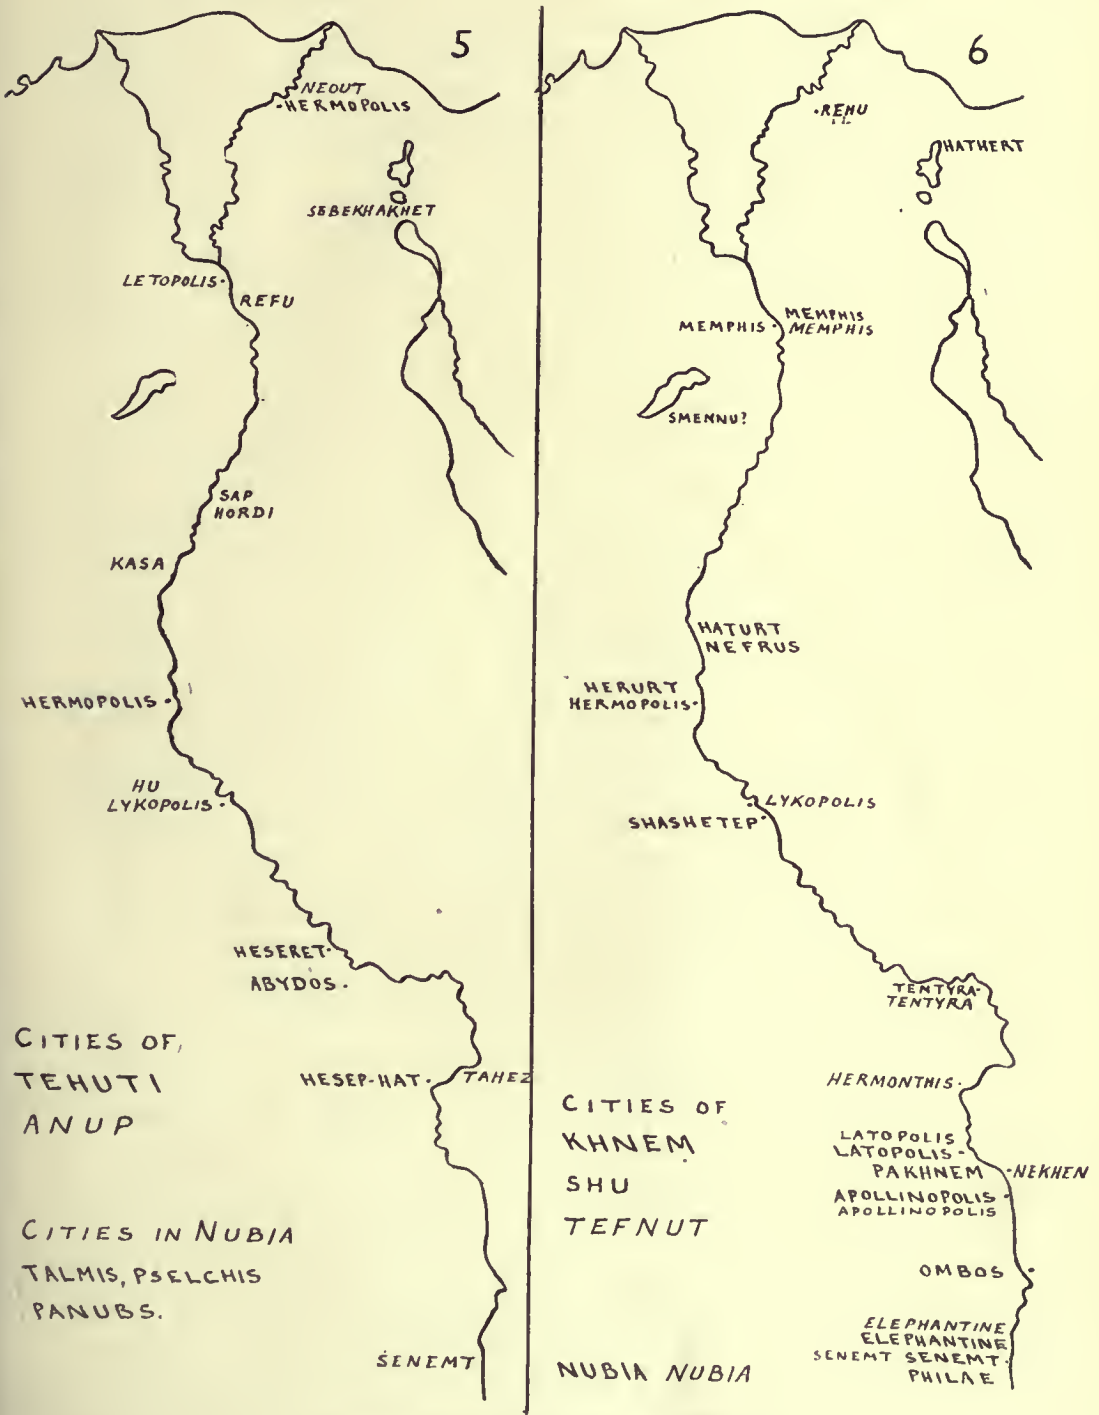 5
NEOUT
HERMOPOLIS
SEBEKHAKHET
LETOPOLIS
REFU
SAP
HORDI
KASA
HERMOPOLIS
HU
LYKOPOLIS
HESERET
ABYDOS
CITIES OF
TEHUTI
ANUP
HESEP-HAT
TAHEZ
CITIES IN NUBIA
TALMIS, PSELCHIS
PANUBS.
SENEMT
6
REHU
HATHERT
MEMPHIS
MEMPHIS
MEMPHIS
SMENNU?
HATURT
NEFRUS
HERURT
HERMOPOLIS
LYKOPOLIS
SHASHETEP
TENTYRA
TENTYRA
HERMONTHIS
CITIES OF
KHNEM
SHU
TEFNUT
LATOPOLIS
LATOPOLIS
PAKHNEM
NEKHEN
APOLLINOPOLIS
APOLLINOPOLIS
OMBOS
ELEPHANTINE
ELEPHANTINE
SENEMT SENEMT
PHILAE
NUBIA NUBIA